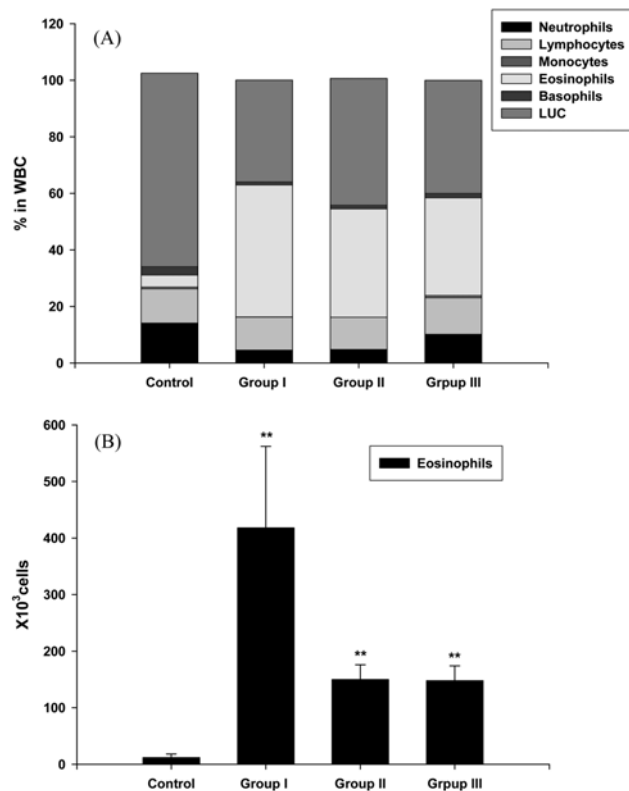 (A)
Neutrophils
Lymphocytes
Monocytes
Eosinophils
Basophils
LUC
% in WBC
120
100
80
60
40
20
0
Control Group I Group II Grpup III
(B)
Eosinophils
X10³cells
600
500
400
300
200
100
0
**
**
**
Control Group I Group II Grpup III